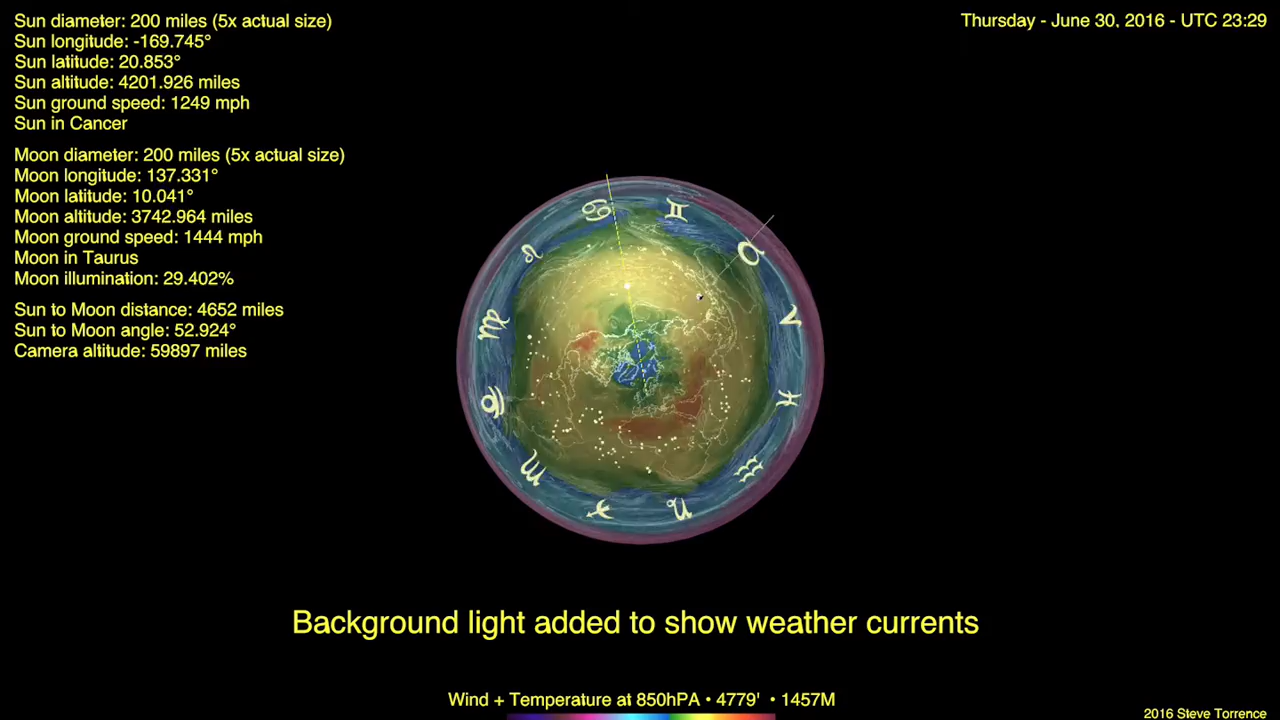 Sun diameter: 200 miles (5x actual size)
Sun longitude: -169.745°
Sun latitude: 20.853°
Sun altitude: 4201.926 miles
Sun ground speed: 1249 mph
Sun in Cancer
Moon diameter: 200 miles (5x actual size)
Moon longitude: 137.331°
Moon latitude: 10.041°
Moon altitude: 3742.964 miles
Moon ground speed: 1444 mph
Moon in Taurus
Moon illumination: 29.402%
Sun to Moon distance: 4652 miles
Sun to Moon angle: 52.924°
Camera altitude: 59897 miles
Thursday - June 30, 2016 - UTC 23:29
Background light added to show weather currents
Wind + Temperature at 850hPA • 4779' • 1457M
2016 Steve Torrence